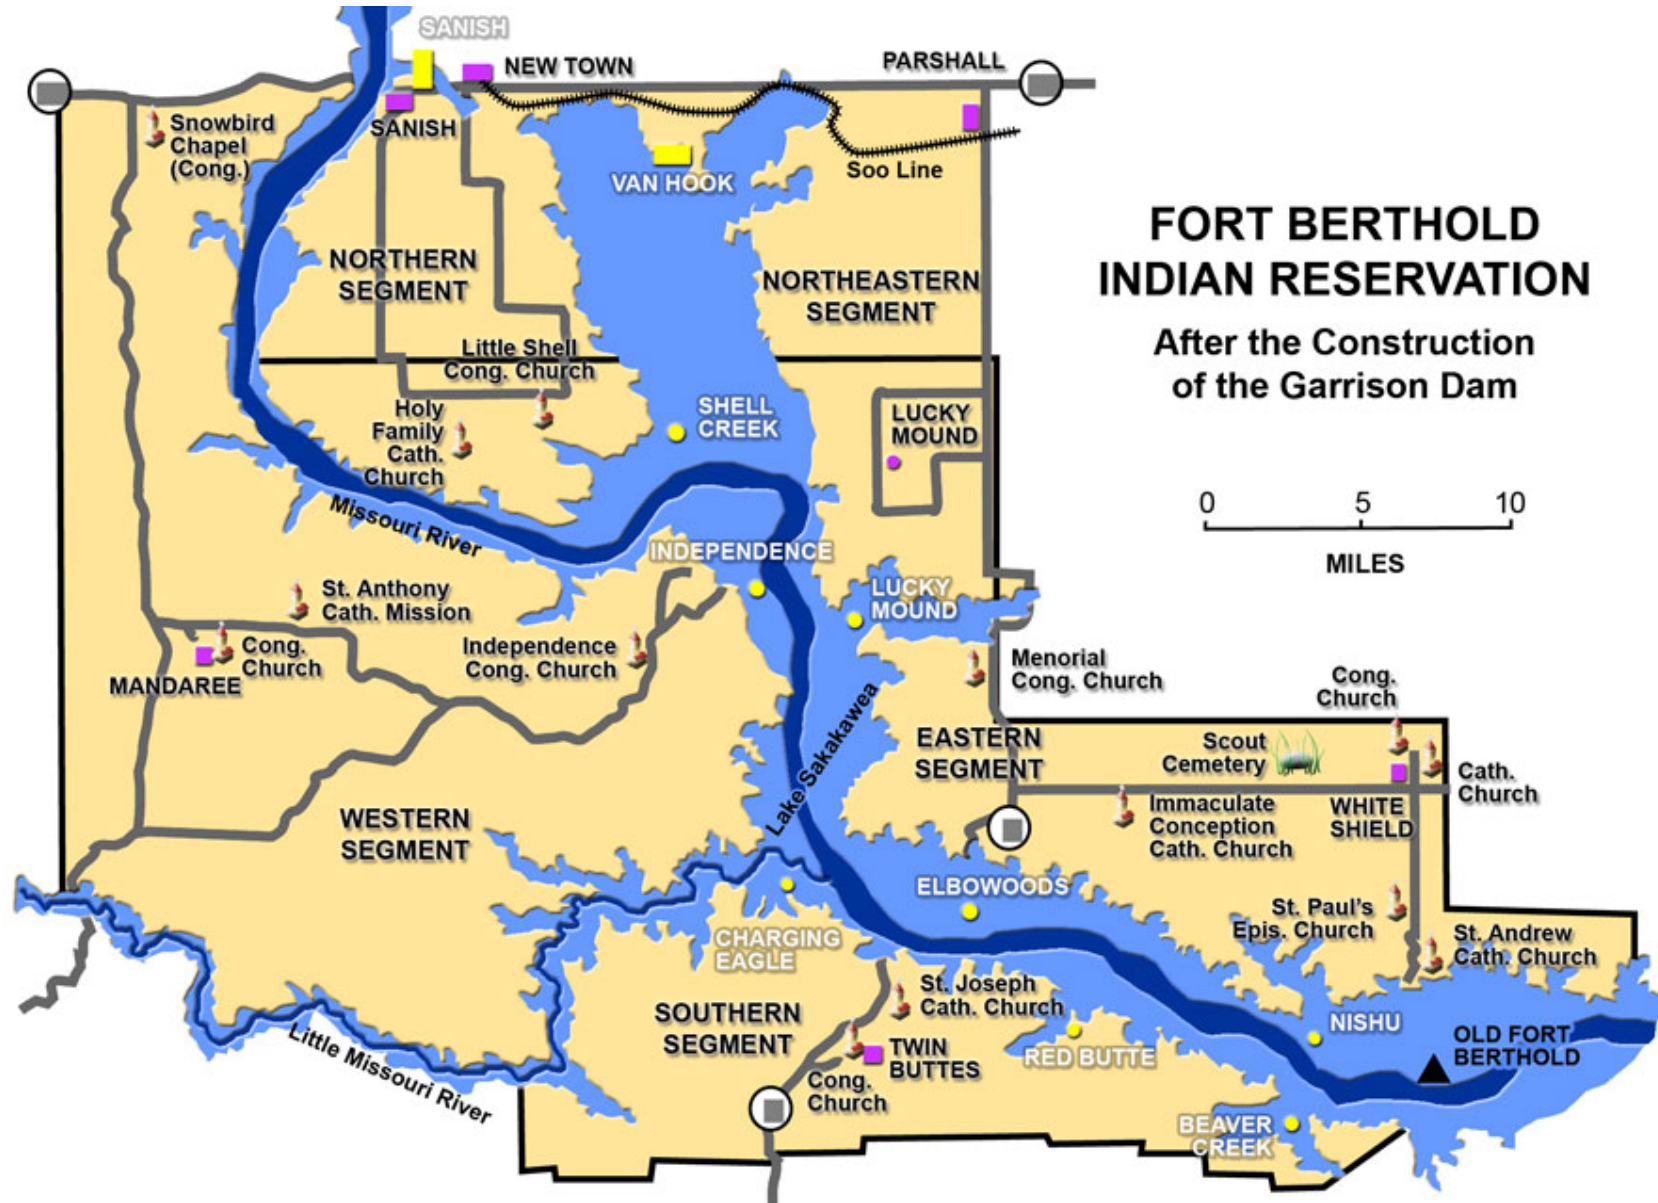 SANISH
NEW TOWN
PARSHALL
SANISH
Snowbird
Chapel
(Cong.)
Soo Line
VAN HOOK
FORT BERTHOLD
INDIAN RESERVATION
After the Construction
of the Garrison Dam
NORTHERN
SEGMENT
NORTHEASTERN
SEGMENT
Little Shell
Cong. Church
Holy
Family
Cath.
Church
SHELL
CREEK
LUCKY
MOUND
0 5 10
MILES
Missouri River
INDEPENDENCE
LUCKY
MOUND
St. Anthony
Cath. Mission
Cong.
Church
MANDAREE
Independence
Cong. Church
Menorial
Cong. Church
Cong.
Church
Lake Sakakawea
EASTERN
SEGMENT
Scout
Cemetery
Cath.
Church
WESTERN
SEGMENT
Immaculate
Conception
Cath. Church
WHITE
SHIELD
ELBOWOODS
St. Paul's
Epis. Church
St. Andrew
Cath. Church
CHARGING
EAGLE
St. Joseph
Cath. Church
SOUTHERN
SEGMENT
Little Missouri River
TWIN
BUTTES
Cong.
Church
RED BUTTE
NISHU
OLD FORT
BERTHOLD
BEAVER
CREEK